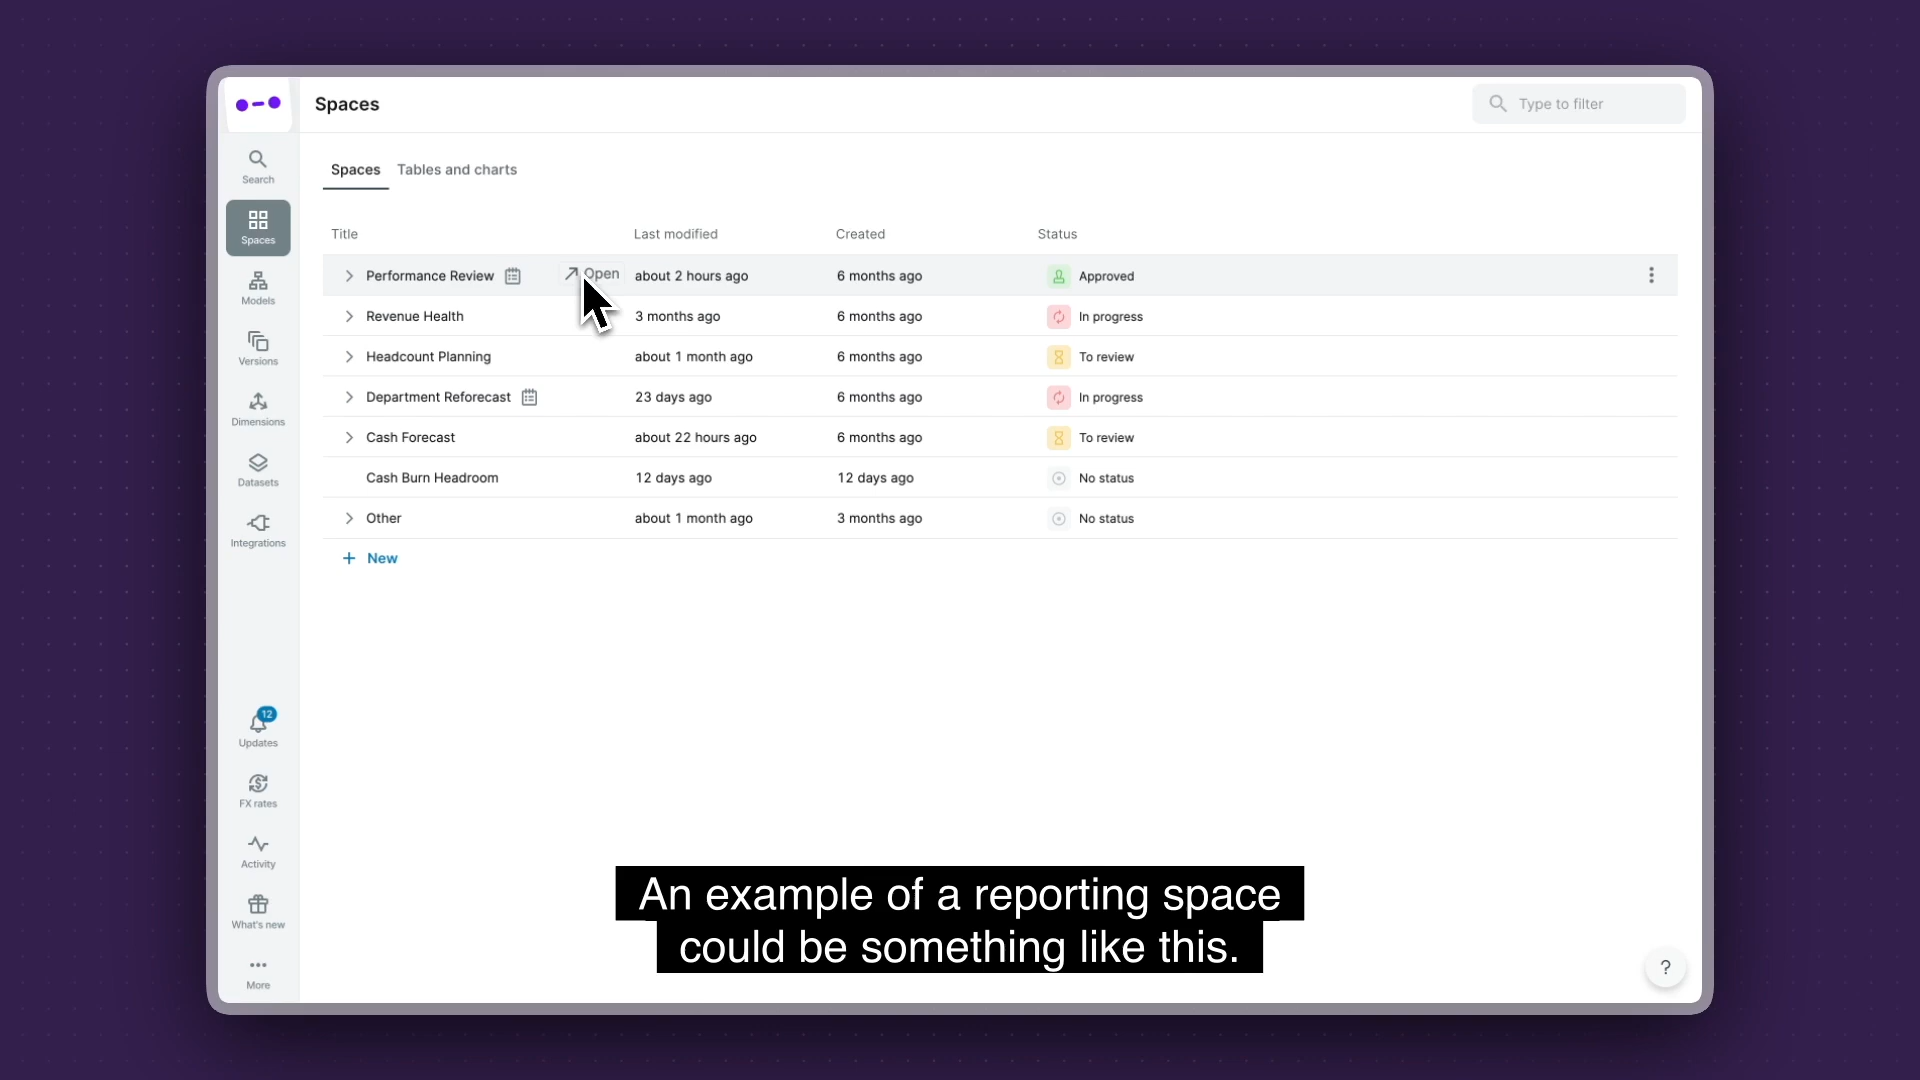 Spaces
Type to filter
Search
Spaces
Models
Versions
Dimensions
Datasets
Integrations
12
Updates
FX rates
Activity
What's new
More
Spaces Tables and charts
Title Last modified Created Status
Performance Review Open about 2 hours ago 6 months ago Approved
Revenue Health 3 months ago 6 months ago In progress
Headcount Planning about 1 month ago 6 months ago To review
Department Reforecast 23 days ago 6 months ago In progress
Cash Forecast about 22 hours ago 6 months ago To review
Cash Burn Headroom 12 days ago 12 days ago No status
Other about 1 month ago 3 months ago No status
+ New
An example of a reporting space
could be something like this.
?